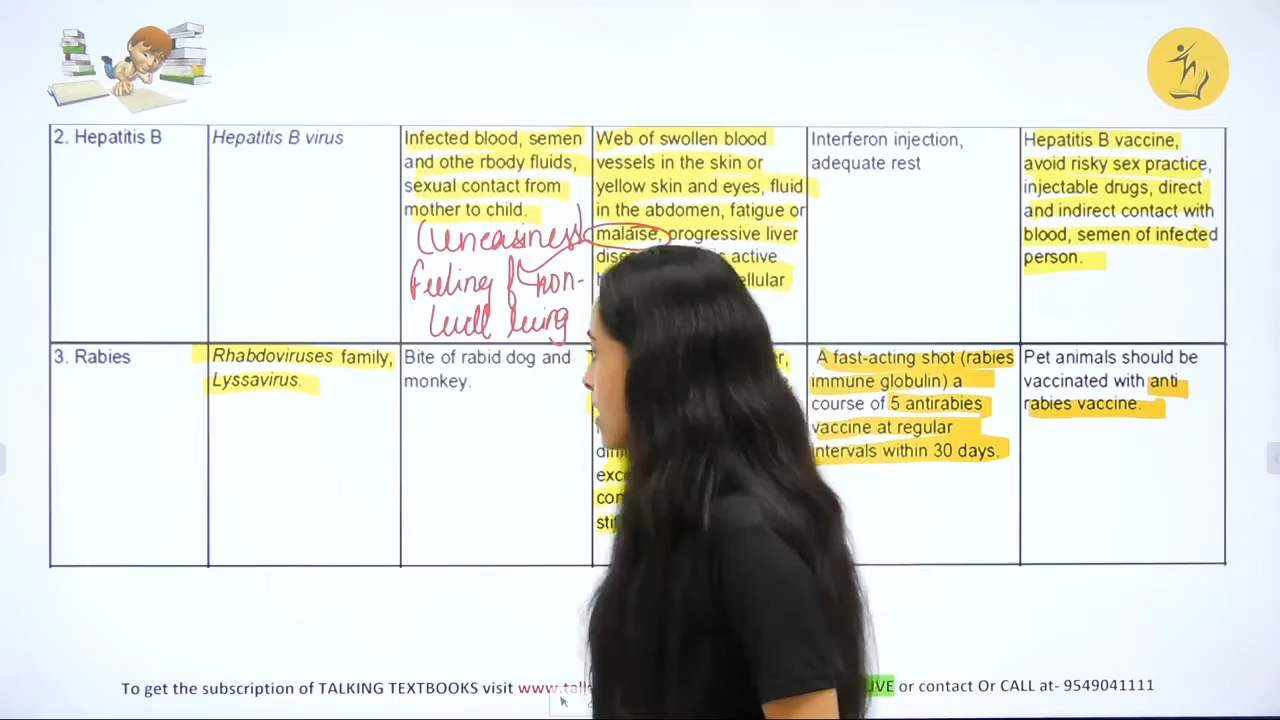 2. Hepatitis B
Hepatitis B virus
Infected blood, semen
and othe rbody fluids,
sexual contact from
mother to child.
(Uneasiness)
feeling of non-
well being
Web of swollen blood
vessels in the skin or
yellow skin and eyes, fluid
in the abdomen, fatigue or
malaise, progressive liver
active
Interferon injection,
adequate rest
Hepatitis B vaccine,
avoid risky sex practice,
injectable drugs, direct
and indirect contact with
blood, semen of infected
person.
3. Rabies
Rhabdoviruses family,
Lyssavirus.
Bite of rabid dog and
monkey.
A fast-acting shot (rabies
immune globulin) a
course of 5 antirabies
vaccine at regular
intervals within 30 days.
Pet animals should be
vaccinated with anti
rabies vaccine.
To get the subscription of TALKING TEXTBOOKS visit or contact Or CALL at- 9549041111